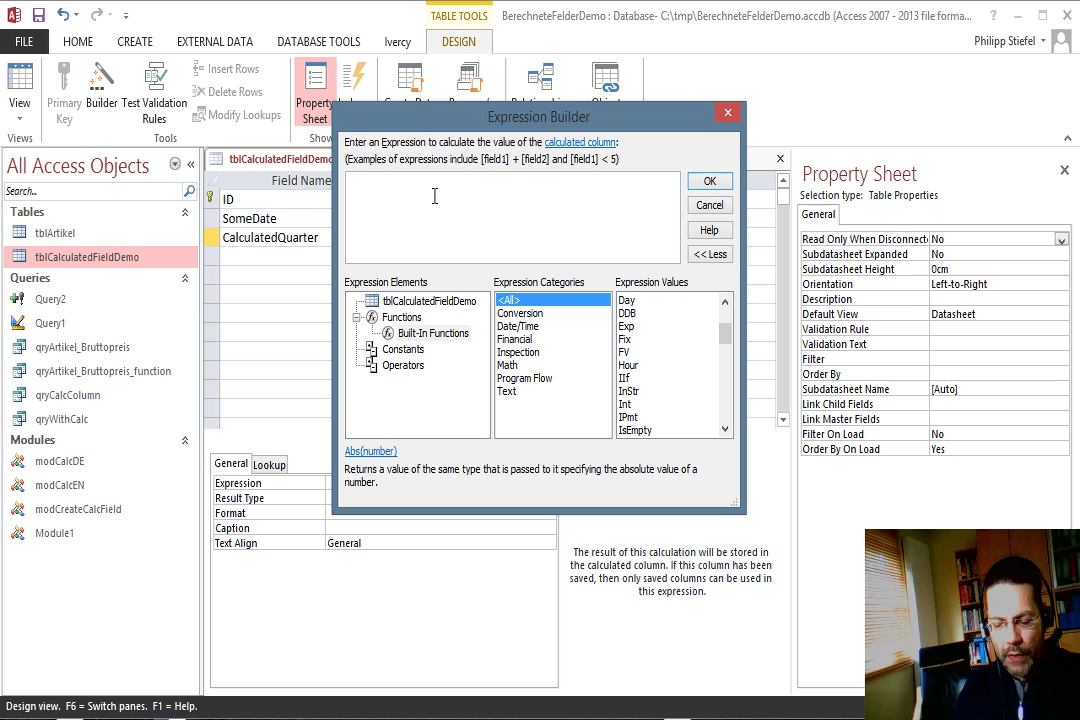 TABLE TOOLS
BerechneteFelderDemo : Database- C:\tmp\BerechneteFelderDemo.accdb (Access 2007 - 2013 file forma...
FILE
HOME
CREATE
EXTERNAL DATA
DATABASE TOOLS
Ivercy
DESIGN
Philipp Stiefel
View
Primary Key
Builder
Test Validation Rules
Insert Rows
Delete Rows
Modify Lookups
Property Sheet
Views
Tools
All Access Objects
Search...
Tables
tblArtikel
tblCalculatedFieldDemo
Queries
Query2
Query1
qryArtikel_Bruttopreis
qryArtikel_Bruttopreis_function
qryCalcColumn
qryWithCalc
Modules
modCalcDE
modCalcEN
modCreateCalcField
Module1
tblCalculatedFieldDemo
Field Name
ID
SomeDate
CalculatedQuarter
General
Lookup
Expression
Result Type
Format
Caption
Text Align
General
Expression Builder
Enter an Expression to calculate the value of the calculated column:
(Examples of expressions include [field1] + [field2] and [field1] < 5)
OK
Cancel
Help
<< Less
Expression Elements
tblCalculatedFieldDemo
Functions
Built-In Functions
Constants
Operators
Expression Categories
<All>
Conversion
Date/Time
Financial
Inspection
Math
Program Flow
Text
Expression Values
Day
DDB
Exp
Fix
FV
Hour
IIf
InStr
Int
IPmt
IsEmpty
Abs(number)
Returns a value of the same type that is passed to it specifying the absolute value of a
number.
The result of this calculation will be stored in
the calculated column. If this column has been
saved, then only saved columns can be used in
this expression.
Property Sheet
Selection type: Table Properties
General
Read Only When Disconnect No
Subdatasheet Expanded No
Subdatasheet Height 0cm
Orientation Left-to-Right
Description
Default View Datasheet
Validation Rule
Validation Text
Filter
Order By
Subdatasheet Name [Auto]
Link Child Fields
Link Master Fields
Filter On Load No
Order By On Load Yes
Design view. F6 = Switch panes. F1 = Help.